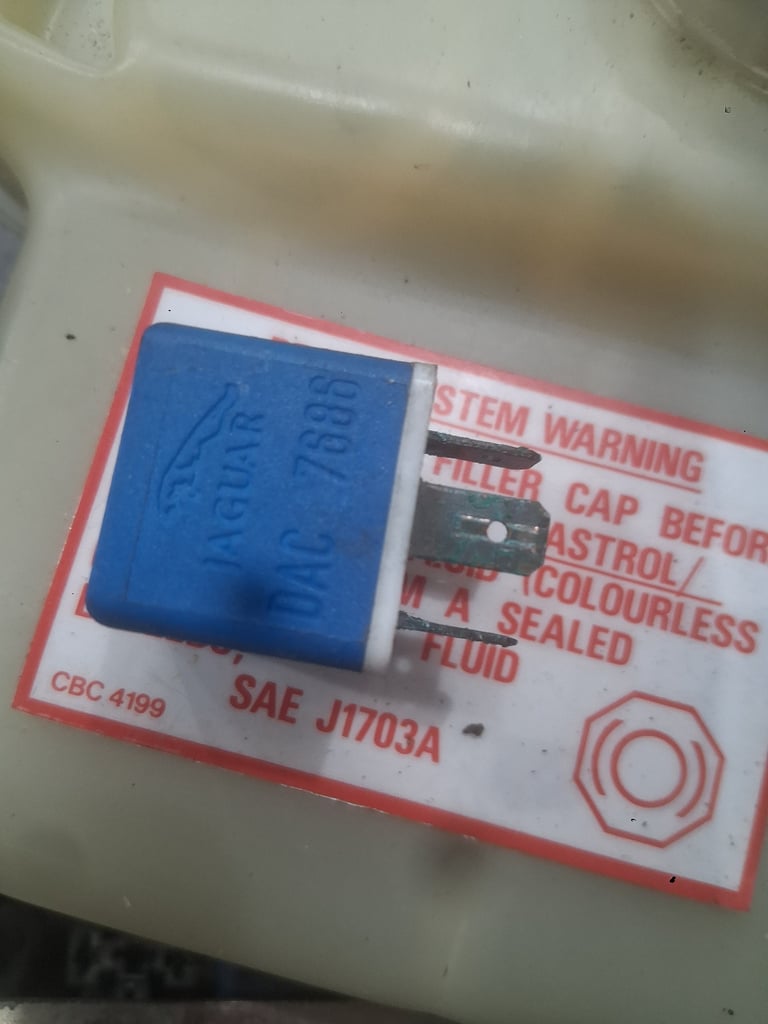 JAGUAR
DAC 7686
STEM WARNING
FILLER CAP BEFOR
ASTROL/
(COLOURLESS
M A SEALED
FLUID
SAE J1703A
CBC 4199